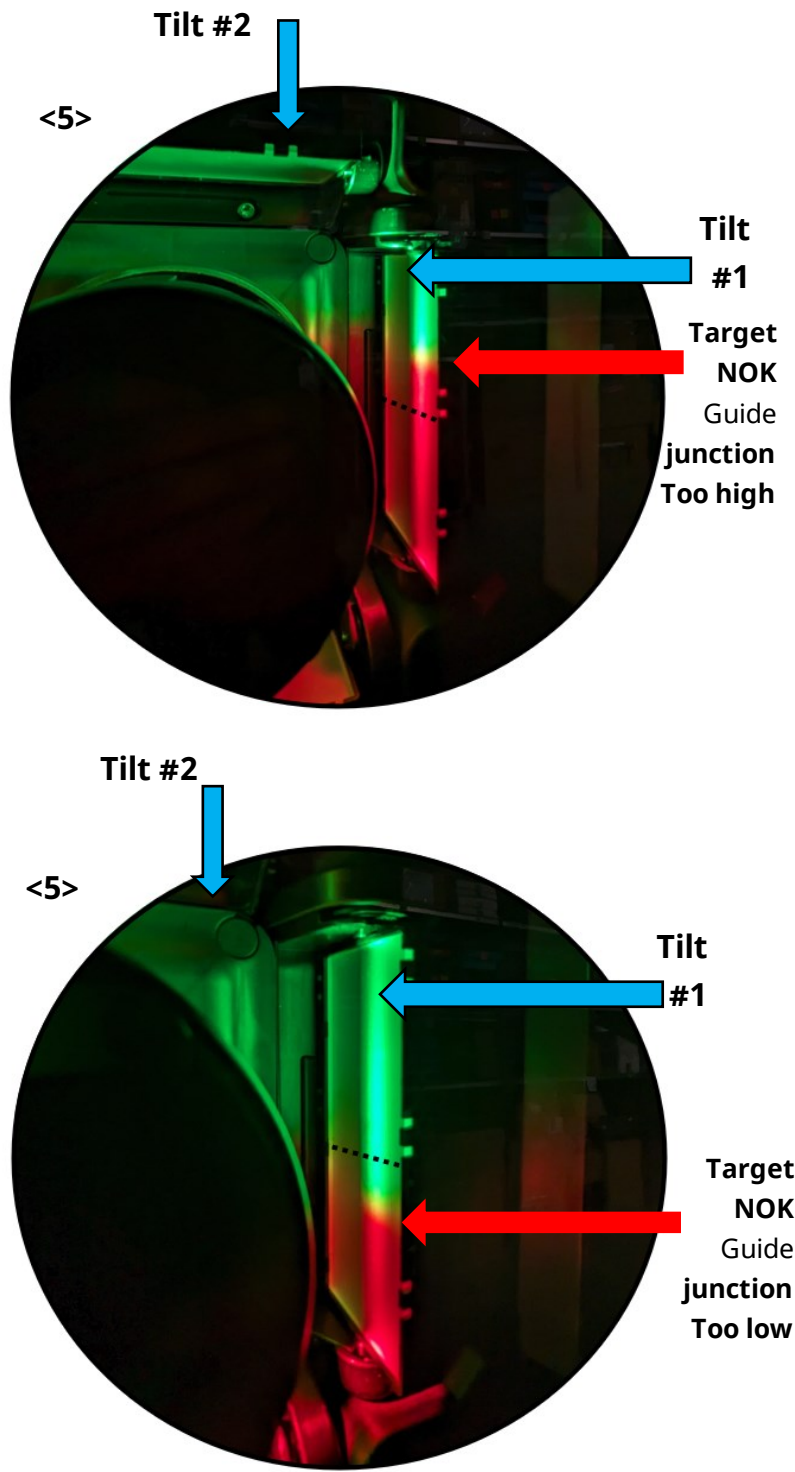 Tilt #2
<5>
Tilt
#1
Target
NOK
Guide
junction
Too high
Tilt #2
<5>
Tilt
#1
Target
NOK
Guide
junction
Too low